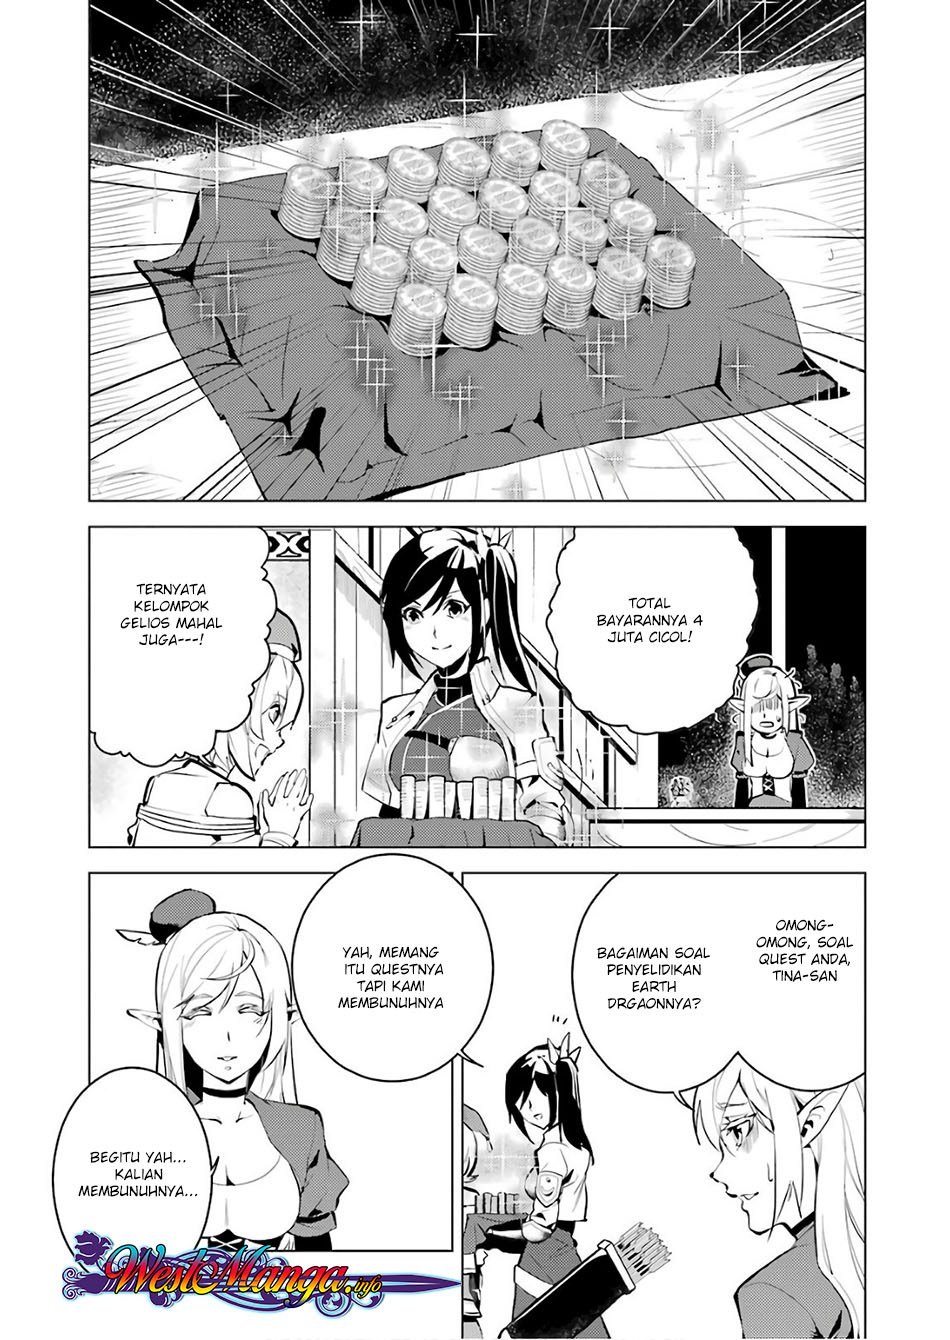 TOTAL
BAYARANNYA 4
JUTA CICOL!
TERNYATA
KELOMPOK
GELIOS MAHAL
JUGA---!
OMONG-
OMONG, SOAL
QUEST ANDA,
TINA-SAN
BAGAIMAN SOAL
PENYELIDIKAN
EARTH
DRGAONNYA?
YAH, MEMANG
ITU QUESTNYA
TAPI KAMI
MEMBUNUHNYA
BEGITU YAH...
KALIAN
MEMBUNUHNYA...
WestManga.info